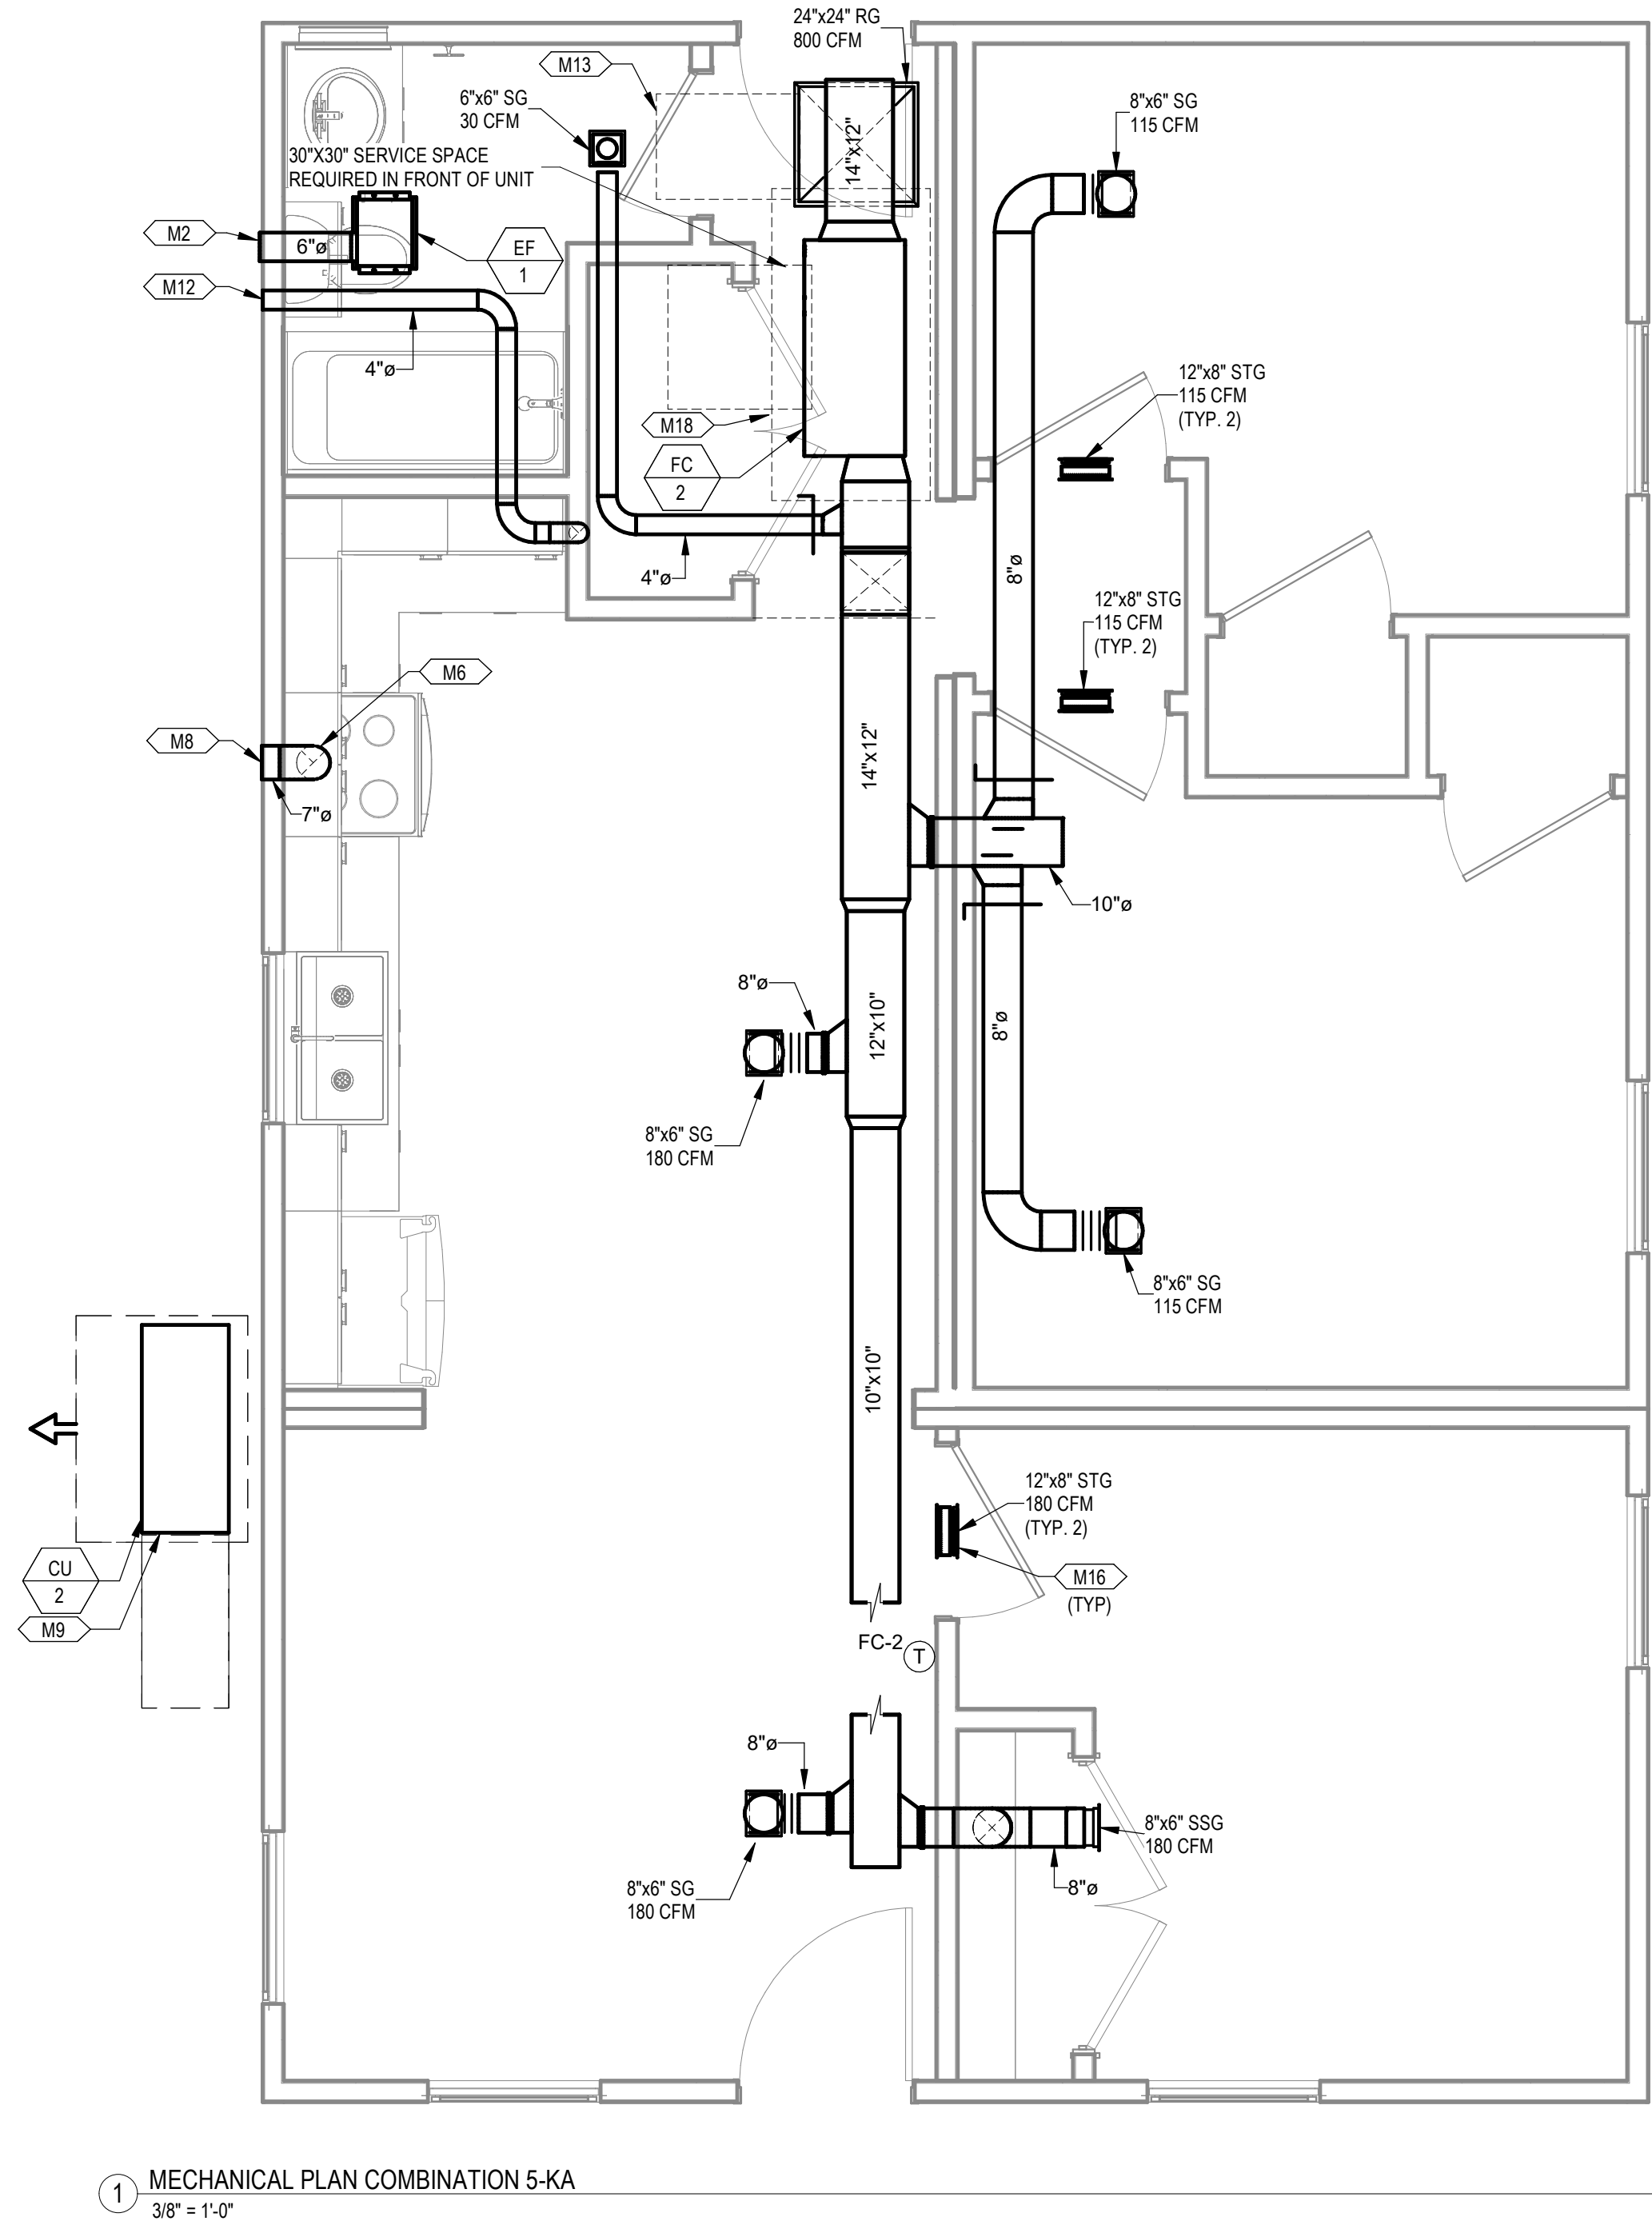 24"x24" RG
800 CFM
M13
6"x6" SG
30 CFM
8"x6" SG
115 CFM
14"x12"
30"X30" SERVICE SPACE
REQUIRED IN FRONT OF UNIT
M2
6"ø
EF
1
M12
4"ø
12"x8" STG
115 CFM
(TYP. 2)
M18
FC
2
4"ø
8"ø
12"x8" STG
115 CFM
(TYP. 2)
M6
M8
7"ø
14"x12"
10"ø
8"ø
12"x10"
8"ø
8"x6" SG
180 CFM
8"x6" SG
115 CFM
10"x10"
12"x8" STG
180 CFM
(TYP. 2)
M16
(TYP)
CU
2
M9
FC-2
T
8"ø
8"x6" SSG
180 CFM
8"ø
8"x6" SG
180 CFM
1
MECHANICAL PLAN COMBINATION 5-KA
3/8" = 1'-0"